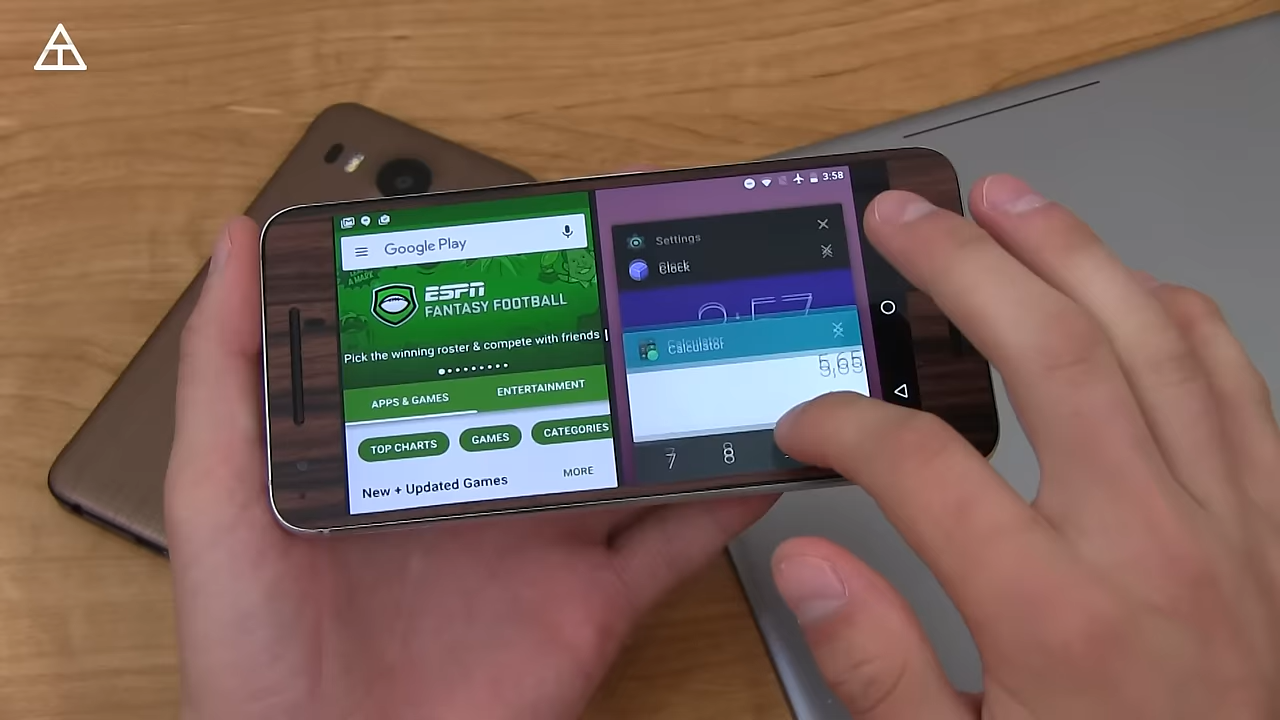 3:58
Google Play
ESPN
FANTASY FOOTBALL
Pick the winning roster & compete with friends
APPS & GAMES
ENTERTAINMENT
TOP CHARTS
GAMES
CATEGORIES
New + Updated Games
MORE
Settings
Clock
Calculator
7
8